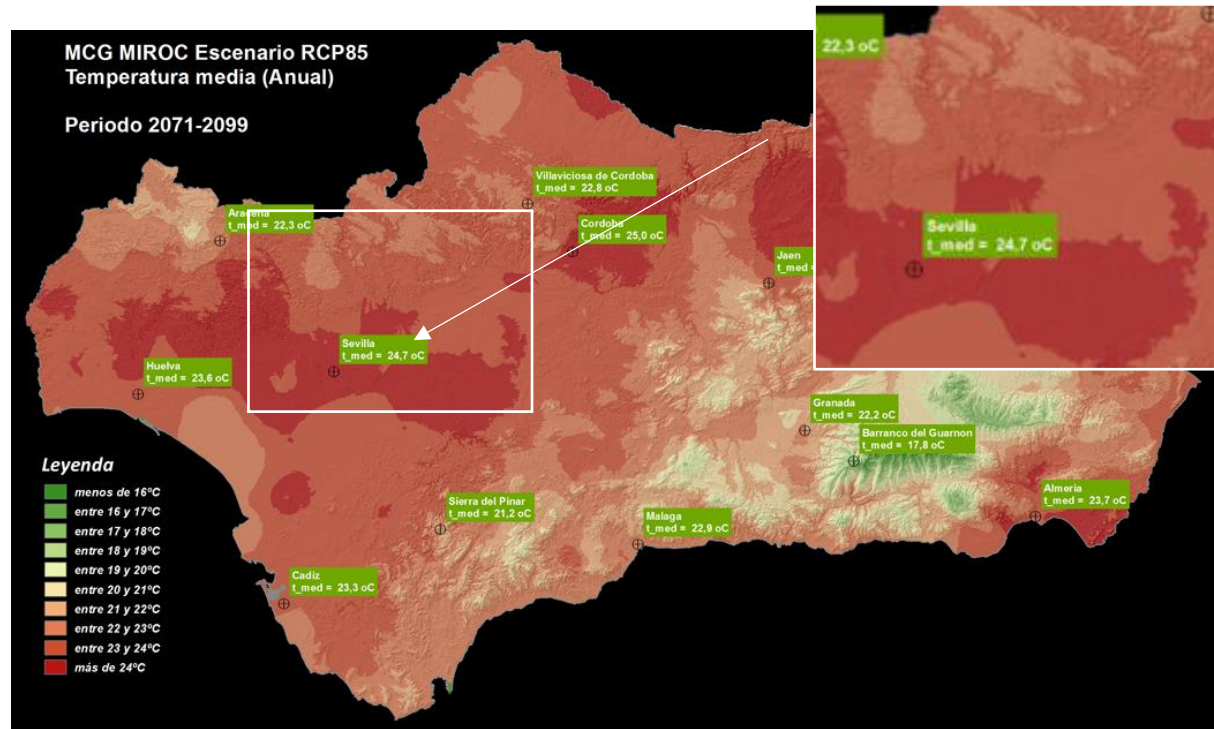 MCG MIROC Escenario RCP85
Temperatura media (Anual)
Periodo 2071-2099
22,3 oC
Sevilla
t_med = 24,7 oC
Villaviciosa de Cordoba
t_med = 22,8 oC
Aracena
t_med = 22,3 oC
Cordoba
t_med = 25,0 oC
Jaen
t_med =
Sevilla
t_med = 24,7 oC
Huelva
t_med = 23,6 oC
Granada
t_med = 22,2 oC
Barranco del Guarnon
t_med = 17,8 oC
Almeria
t_med = 23,7 oC
Sierra del Pinar
t_med = 21,2 oC
Malaga
t_med = 22,9 oC
Cadiz
t_med = 23,3 oC
Leyenda
menos de 16ºC
entre 16 y 17ºC
entre 17 y 18ºC
entre 18 y 19ºC
entre 19 y 20ºC
entre 20 y 21ºC
entre 21 y 22ºC
entre 22 y 23ºC
entre 23 y 24ºC
más de 24ºC